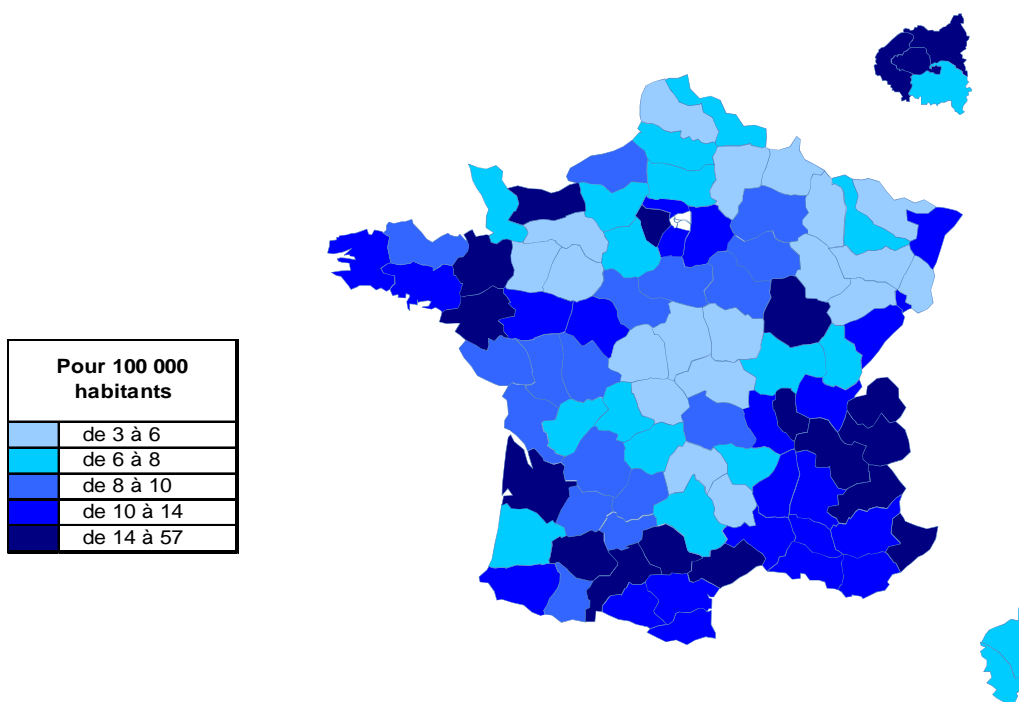 Pour 100 000
habitants
de 3 à 6
de 6 à 8
de 8 à 10
de 10 à 14
de 14 à 57